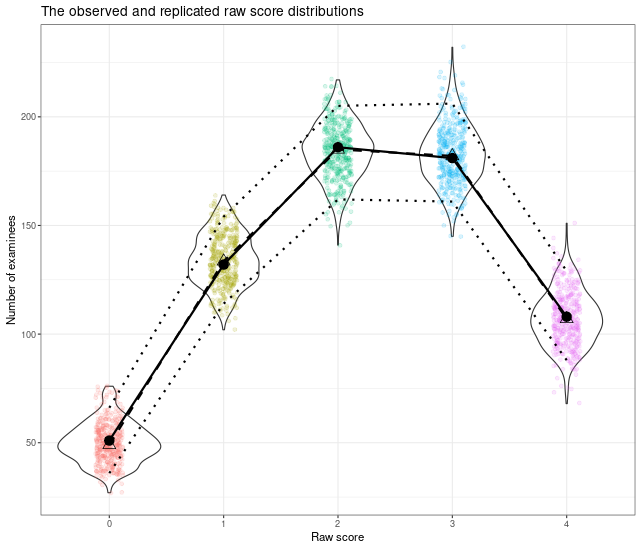 The observed and replicated raw score distributions
Number of examinees
200
150
100
50
0 1 2 3 4
Raw score